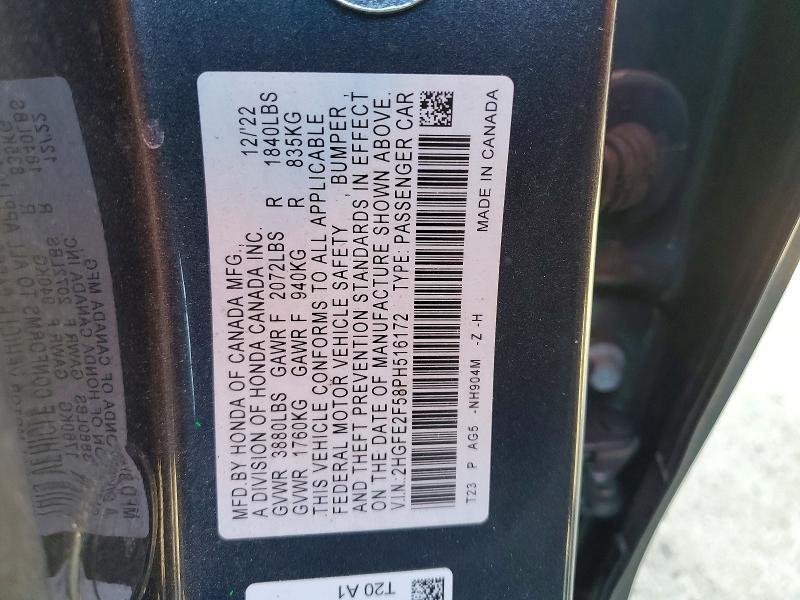 MFD.BY HONDA OF CANADA MFG., 12/'22
A DIVISION OF HONDA CANADA INC.
GVWR 3880LBS GAWR F 2072LBS R 1840LBS
GVWR 1760KG GAWR F 940KG R 835KG
THIS VEHICLE CONFORMS TO ALL APPLICABLE
FEDERAL MOTOR VEHICLE SAFETY, BUMPER,
AND THEFT PREVENTION STANDARDS IN EFFECT
ON THE DATE OF MANUFACTURE SHOWN ABOVE.
V.I.N.:2HGFE2F58PH516172 TYPE: PASSENGER CAR
T23 P AG5 -NH904M -Z -H MADE IN CANADA
T20 A1